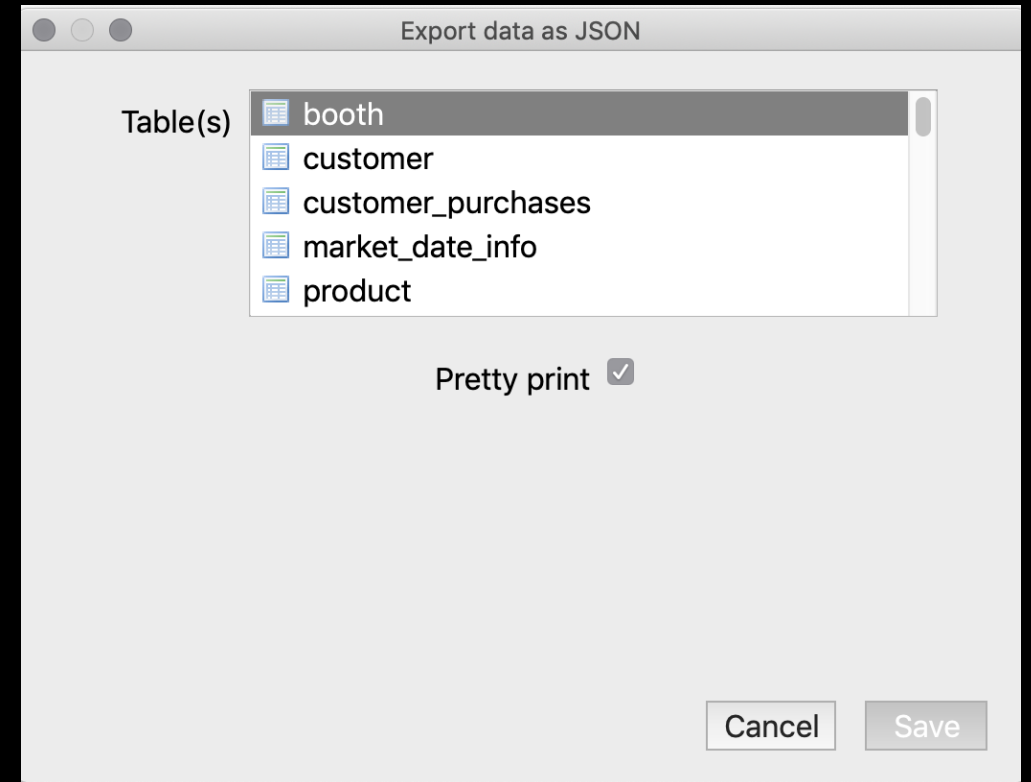 Export data as JSON
Table(s)
booth
customer
customer_purchases
market_date_info
product
Pretty print
Cancel
Save